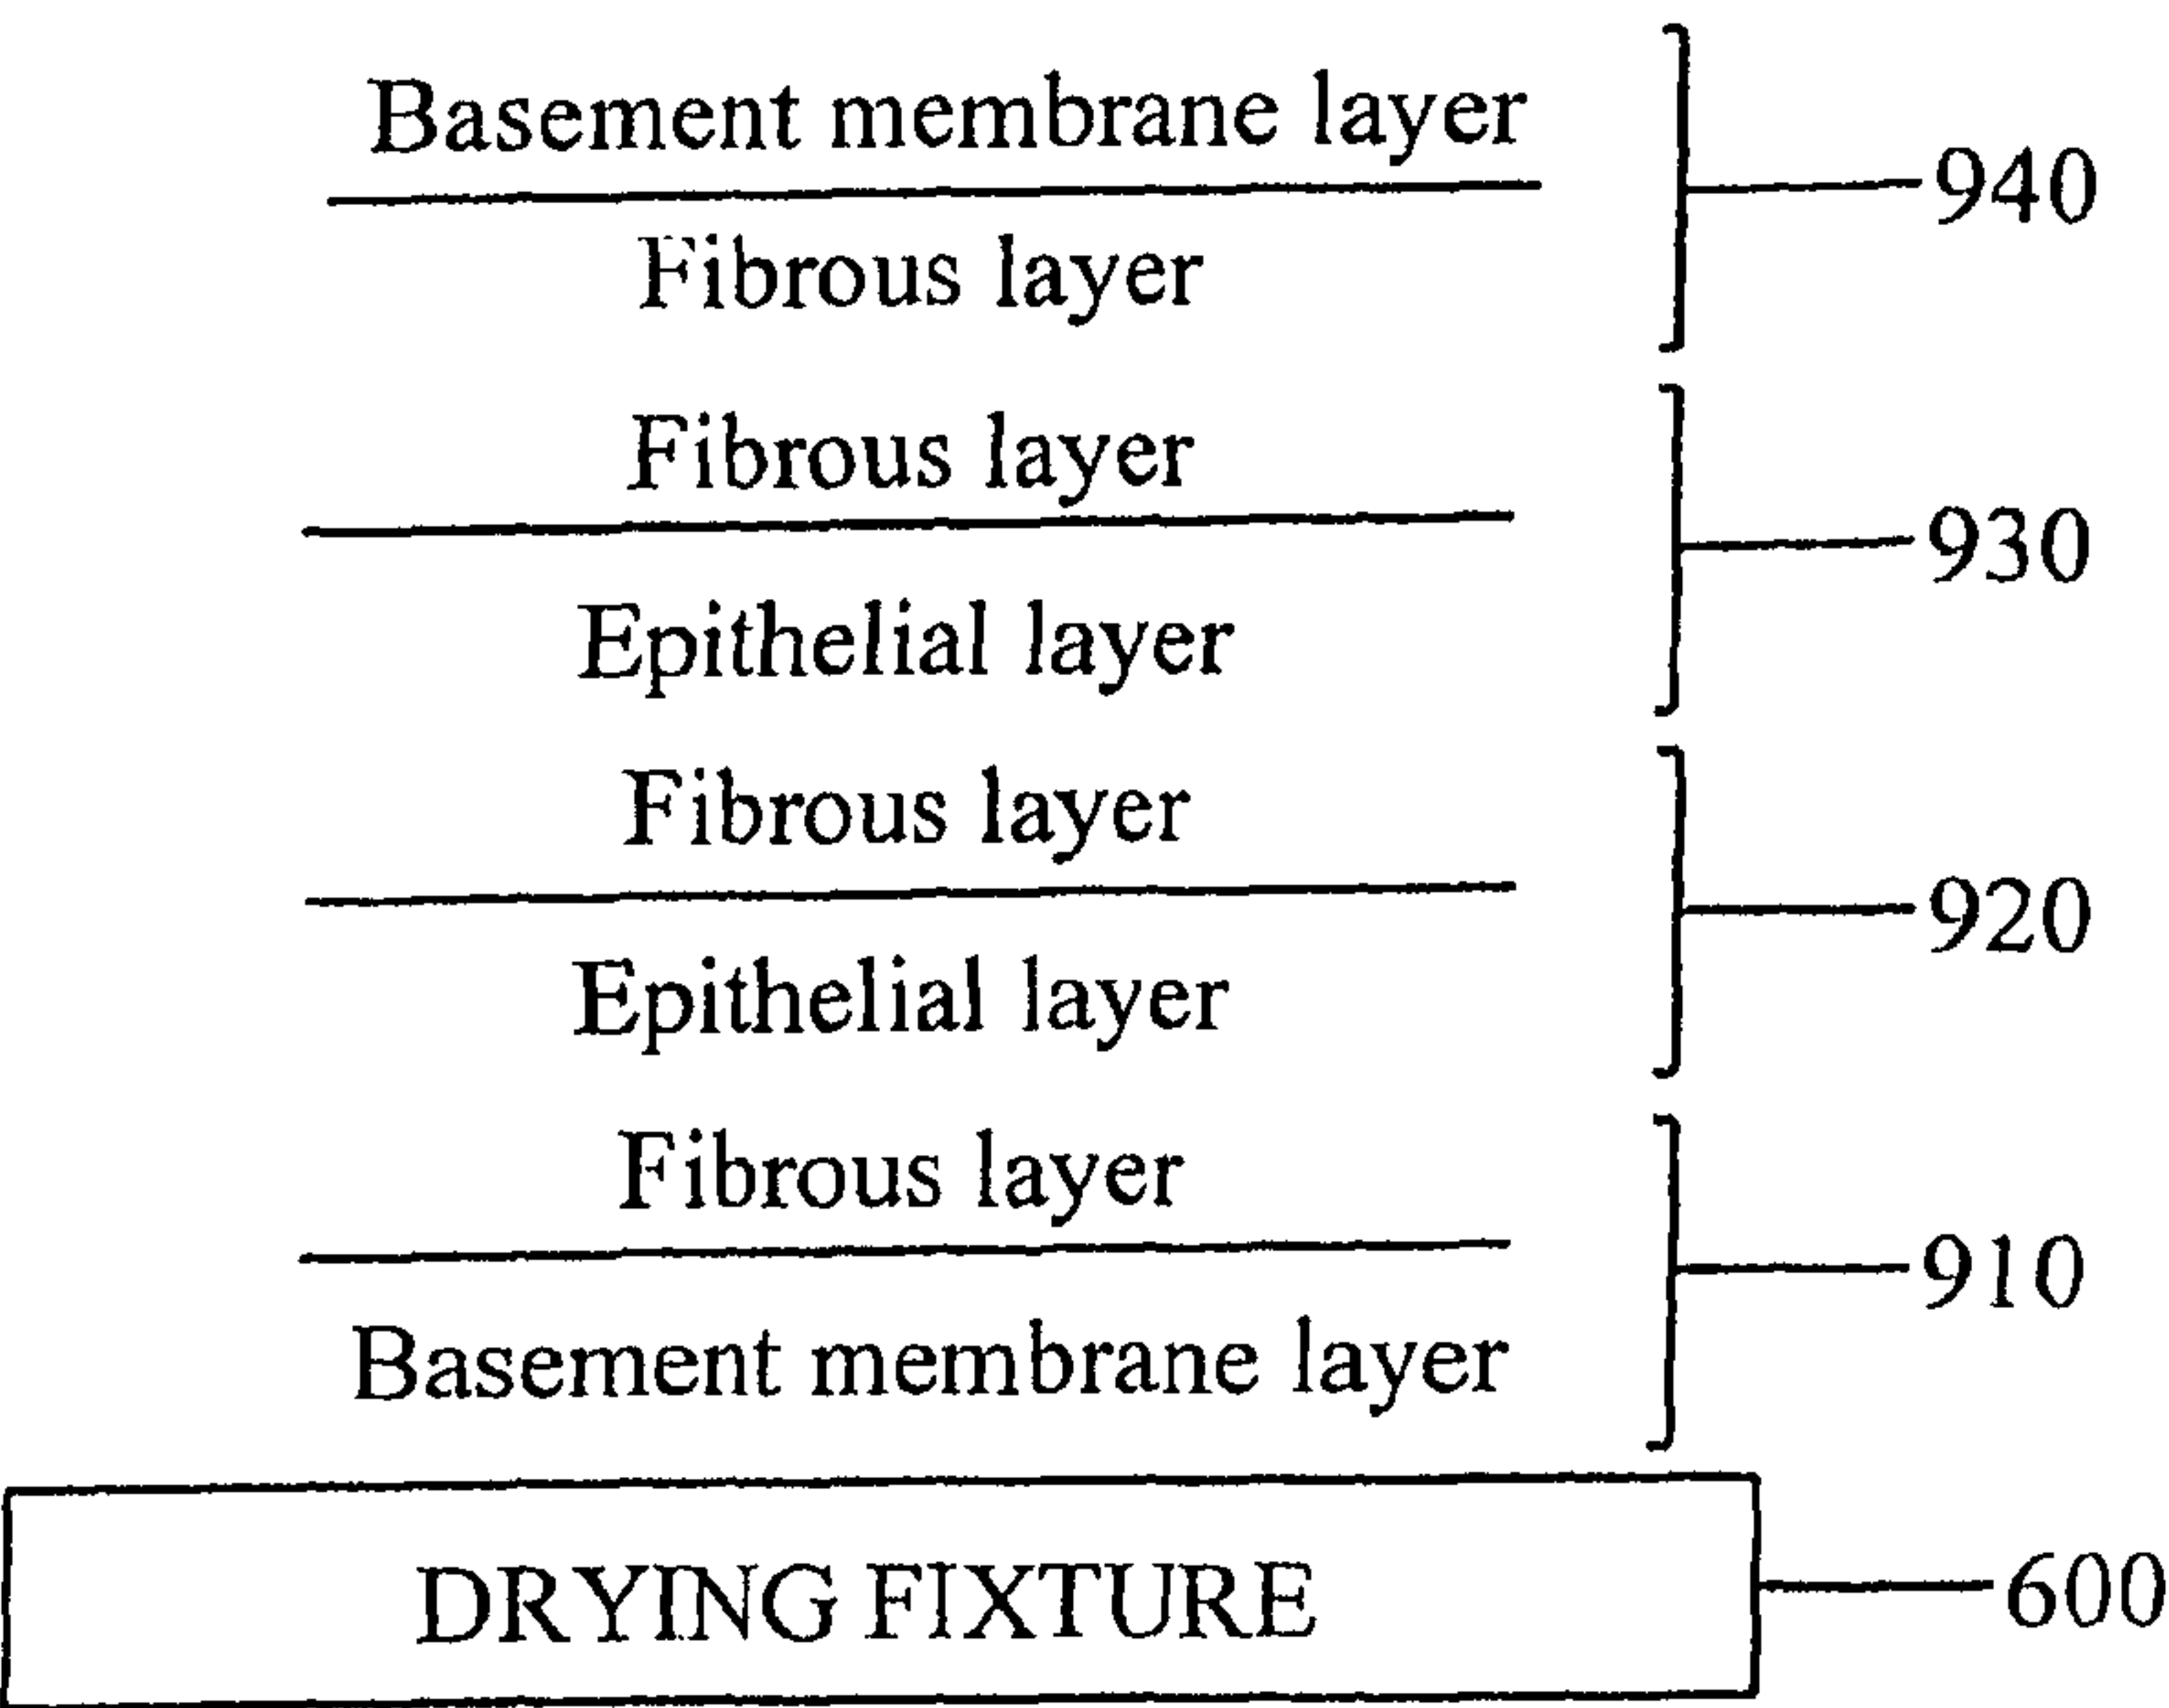 Basement membrane layer
940
Fibrous layer
Fibrous layer
930
Epithelial layer
Fibrous layer
920
Epithelial layer
Fibrous layer
910
Basement membrane layer
DRYING FIXTURE
600